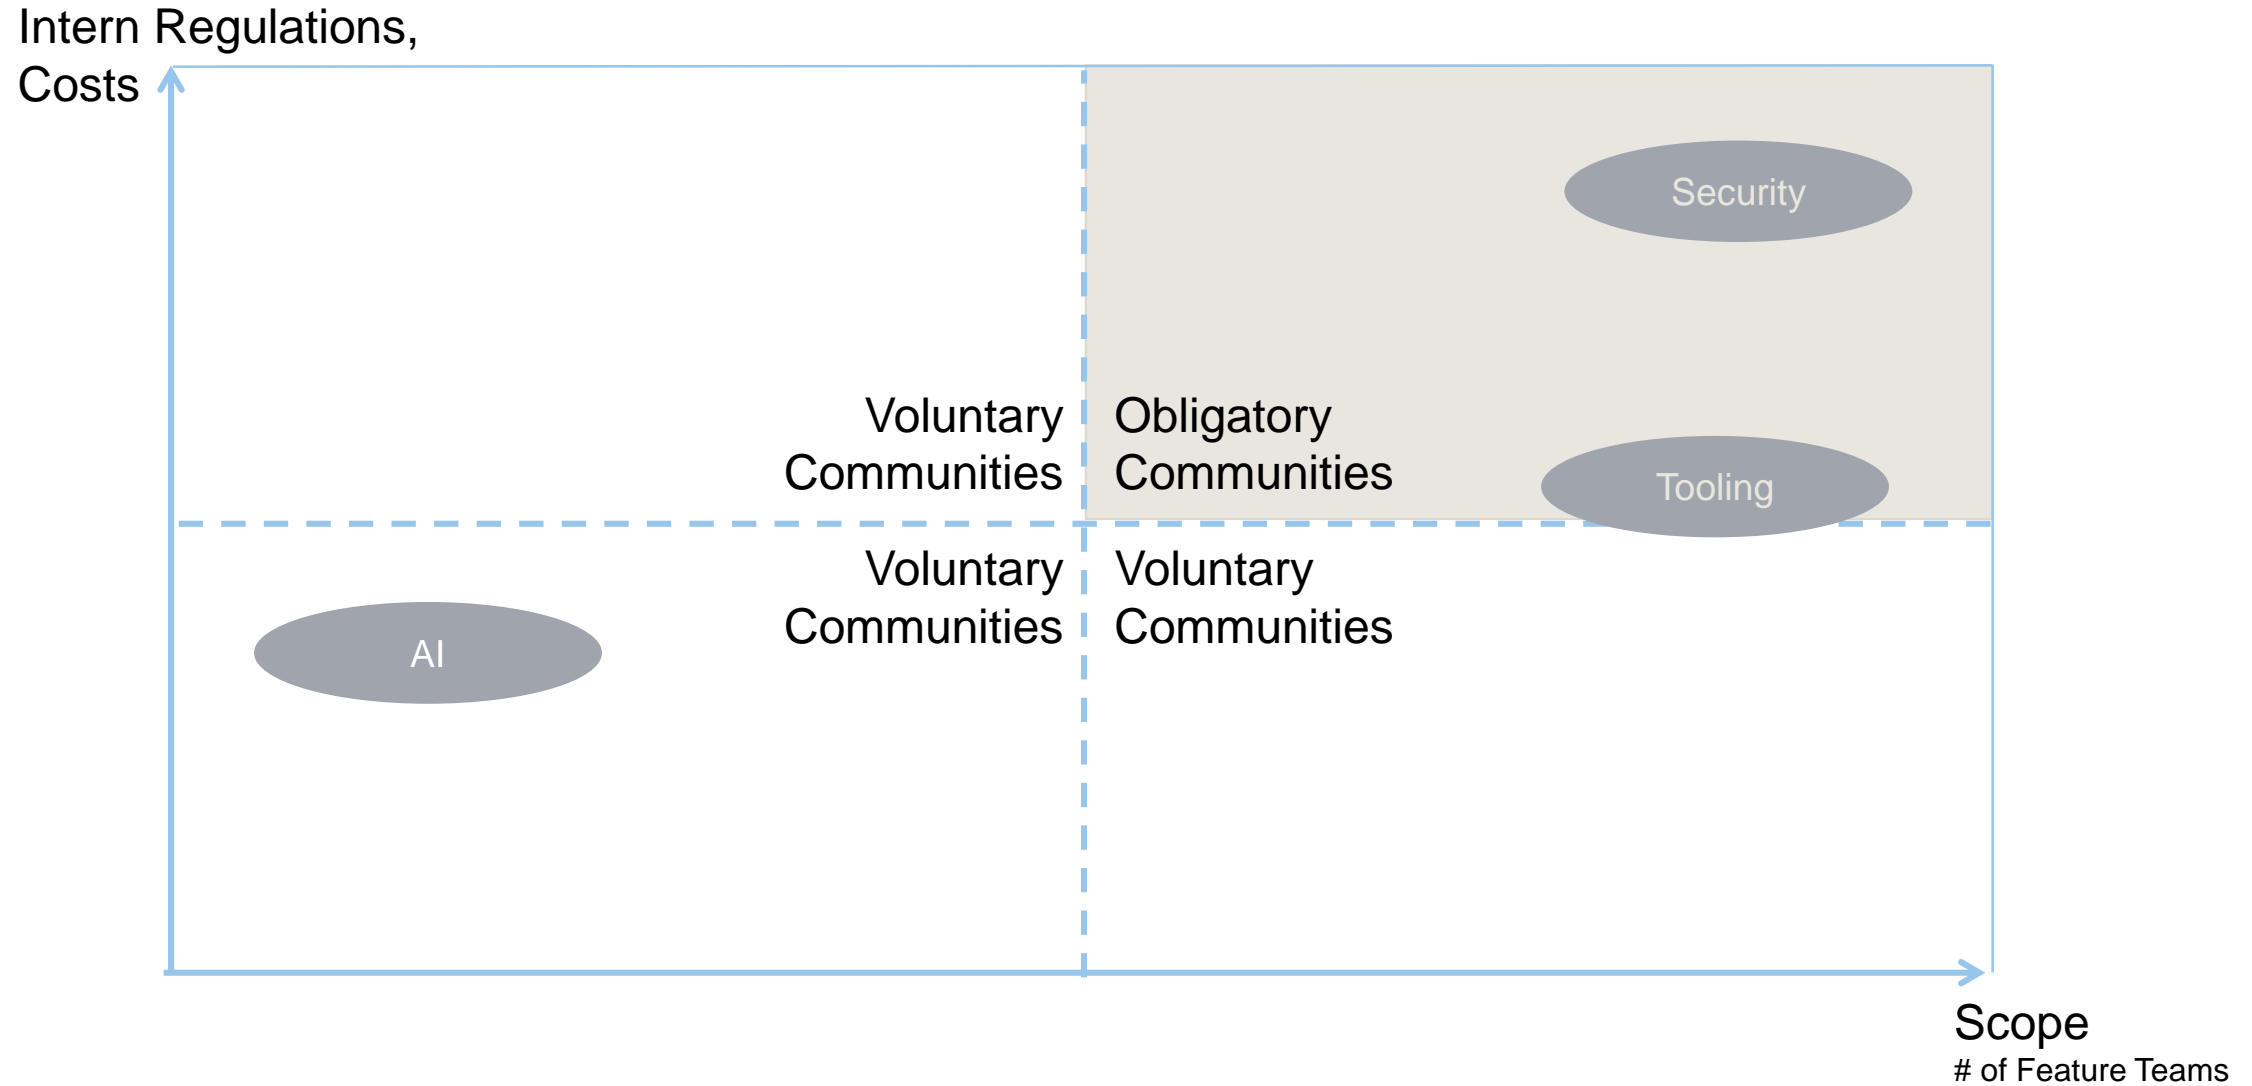 Intern Regulations,
Costs
Security
Voluntary
Communities
Obligatory
Communities
Tooling
Voluntary
Communities
Voluntary
Communities
AI
Scope
# of Feature Teams